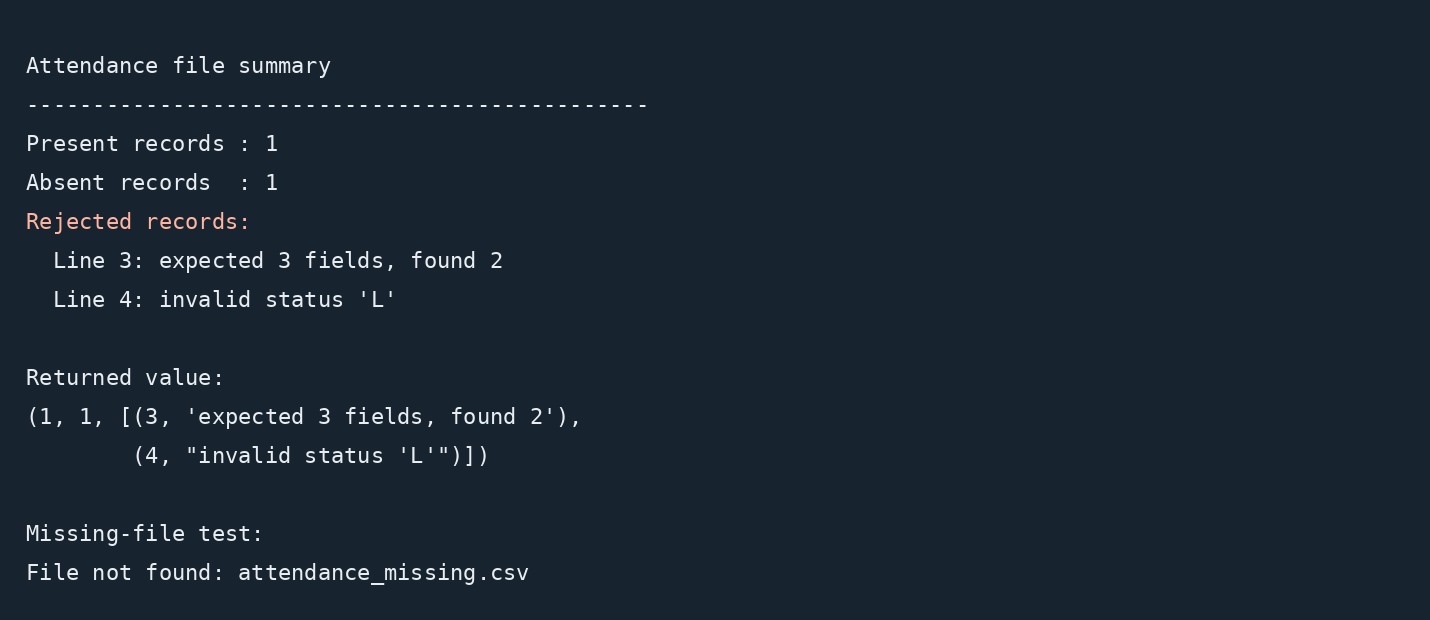 Attendance file summary
-----------------------------------------------
Present records : 1
Absent records  : 1
Rejected records:
  Line 3: expected 3 fields, found 2
  Line 4: invalid status 'L'

Returned value:
(1, 1, [(3, 'expected 3 fields, found 2'),
        (4, "invalid status 'L'")])

Missing-file test:
File not found: attendance_missing.csv